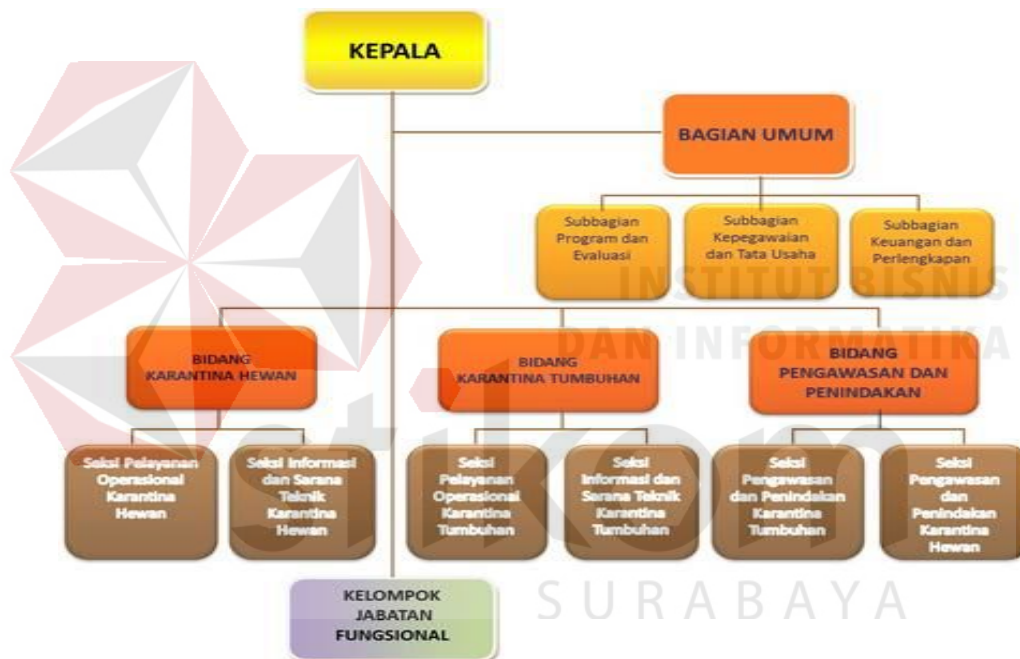 KEPALA
BAGIAN UMUM
Subbagian
Program dan
Evaluasi
Subbagian
Kepegawaian
dan Tata Usaha
Subbagian
Keuangan dan
Perlengkapan
INSTITUT BISNIS
DAN INFORMATIKA
BIDANG
KARANTINA HEWAN
BIDANG
KARANTINA TUMBUHAN
BIDANG
PENGAWASAN DAN
PENINDAKAN
Seksi Pelayanan
Operasional
Karantina
Hewan
Seksi Informasi
dan Sarana
Teknik
Karantina
Hewan
Seksi
Pelayanan
Operasional
Karantina
Tumbuhan
Seksi
Informasi dan
Sarana Teknik
Karantina
Tumbuhan
Seksi
Pengawasan
dan Penindakan
Karantina
Tumbuhan
Seksi
Pengawasan
dan
Penindakan
Karantina
Hewan
stikom
SURABAYA
KELOMPOK
JABATAN
FUNGSIONAL